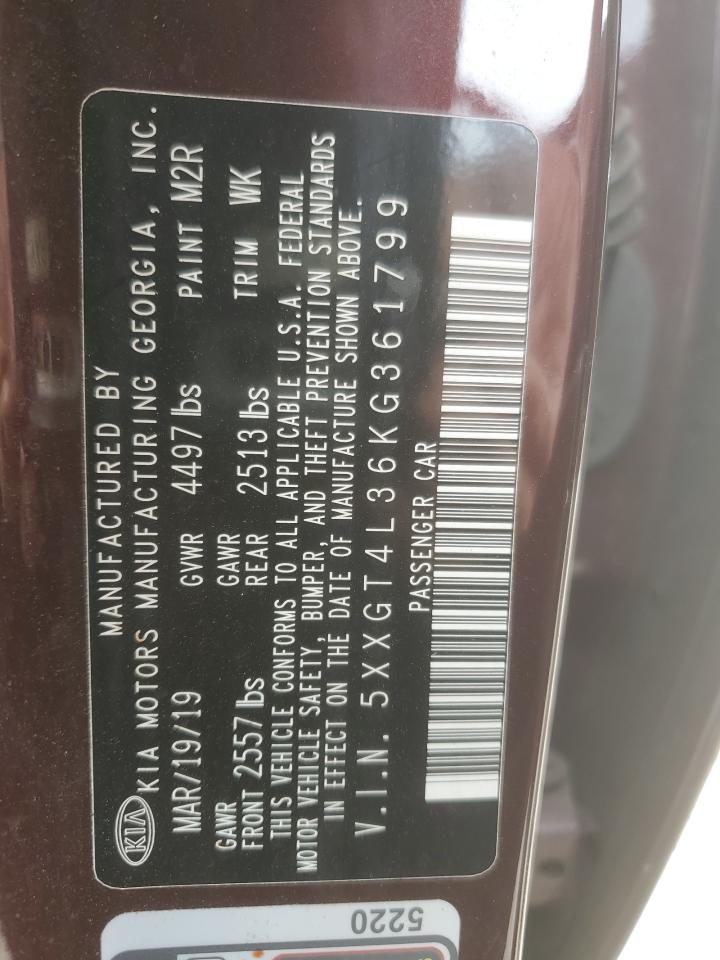 MANUFACTURED BY
KIA KIA MOTORS MANUFACTURING GEORGIA, INC.
MAR/19/19 GVWR 4497 lbs PAINT M2R
GAWR FRONT 2557 lbs GAWR REAR 2513 lbs TRIM WK
THIS VEHICLE CONFORMS TO ALL APPLICABLE U.S.A. FEDERAL
MOTOR VEHICLE SAFETY, BUMPER, AND THEFT PREVENTION STANDARDS
IN EFFECT ON THE DATE OF MANUFACTURE SHOWN ABOVE.
V.I.N. 5XXGT4L36KG361799
PASSENGER CAR
5220